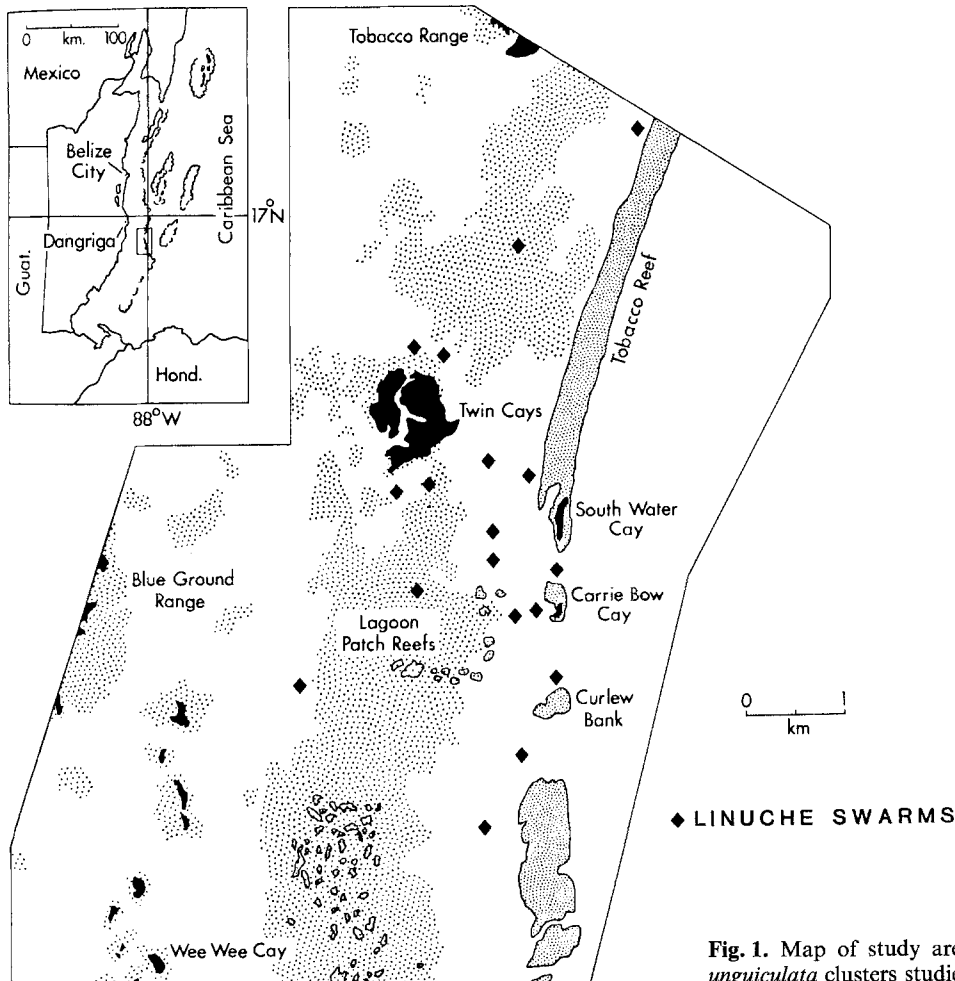 0 km. 100
Mexico
Belize
City
Caribbean Sea
17°N
Dangriga
Guat.
Hond.
88°W
Tobacco Range
Tobacco Reef
Twin Cays
South Water
Cay
Blue Ground
Range
Carrie Bow
Cay
Lagoon
Patch Reefs
Curlew
Bank
0 1
km
LINUCHE SWARMS
Wee Wee Cay
Fig. 1. Map of study are
unguiculata clusters studie